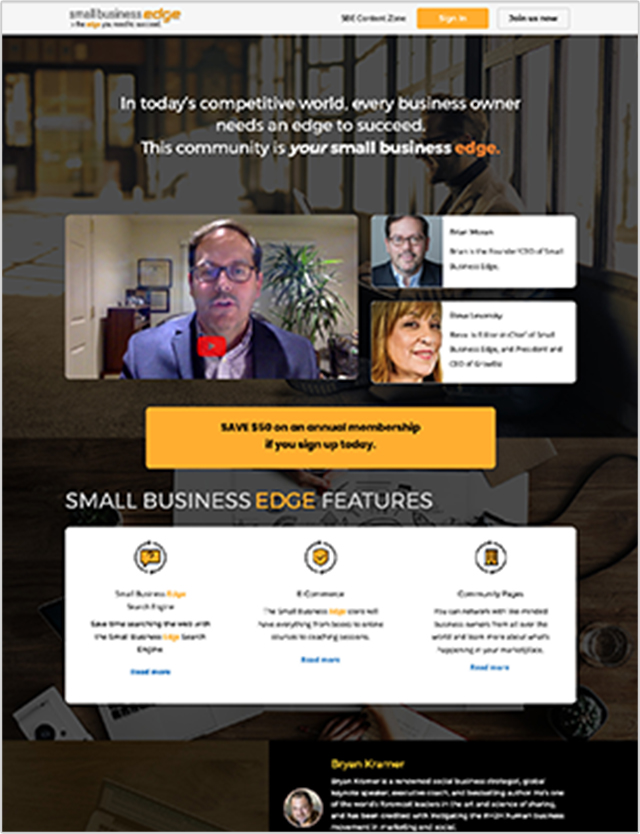 small business edge
the edge you need to succeed.
SBE Content Zone
Sign In
Join us now
In today's competitive world, every business owner
needs an edge to succeed.
This community is your small business edge.
Brian Moran
Brian is the Founder/CEO of Small
Business Edge.
is Editor-in-Chief of Small
Business Edge, and President and
CEO of
SAVE $50 on an annual membership
if you sign up today.
SMALL BUSINESS EDGE FEATURES
Small Business Edge
Search Engine
Save time searching the web with
the Small Business Edge Search
Engine
Read more
E-Commerce
The Small Business Edge store will
have everything from books to online
courses to coaching sessions.
Read more
Community Pages
You can network with like-minded
business owners from all over the
world and learn more about what's
happening in your marketplace.
Read more
Bryan Kramer
Bryan Kramer is a renowned social business strategist, global
keynote speaker, executive coach, and bestselling author. He's one
of the world's foremost leaders in the art and science of sharing,
and has been credited with instigating the #H2H human business
movement in marketing and social.